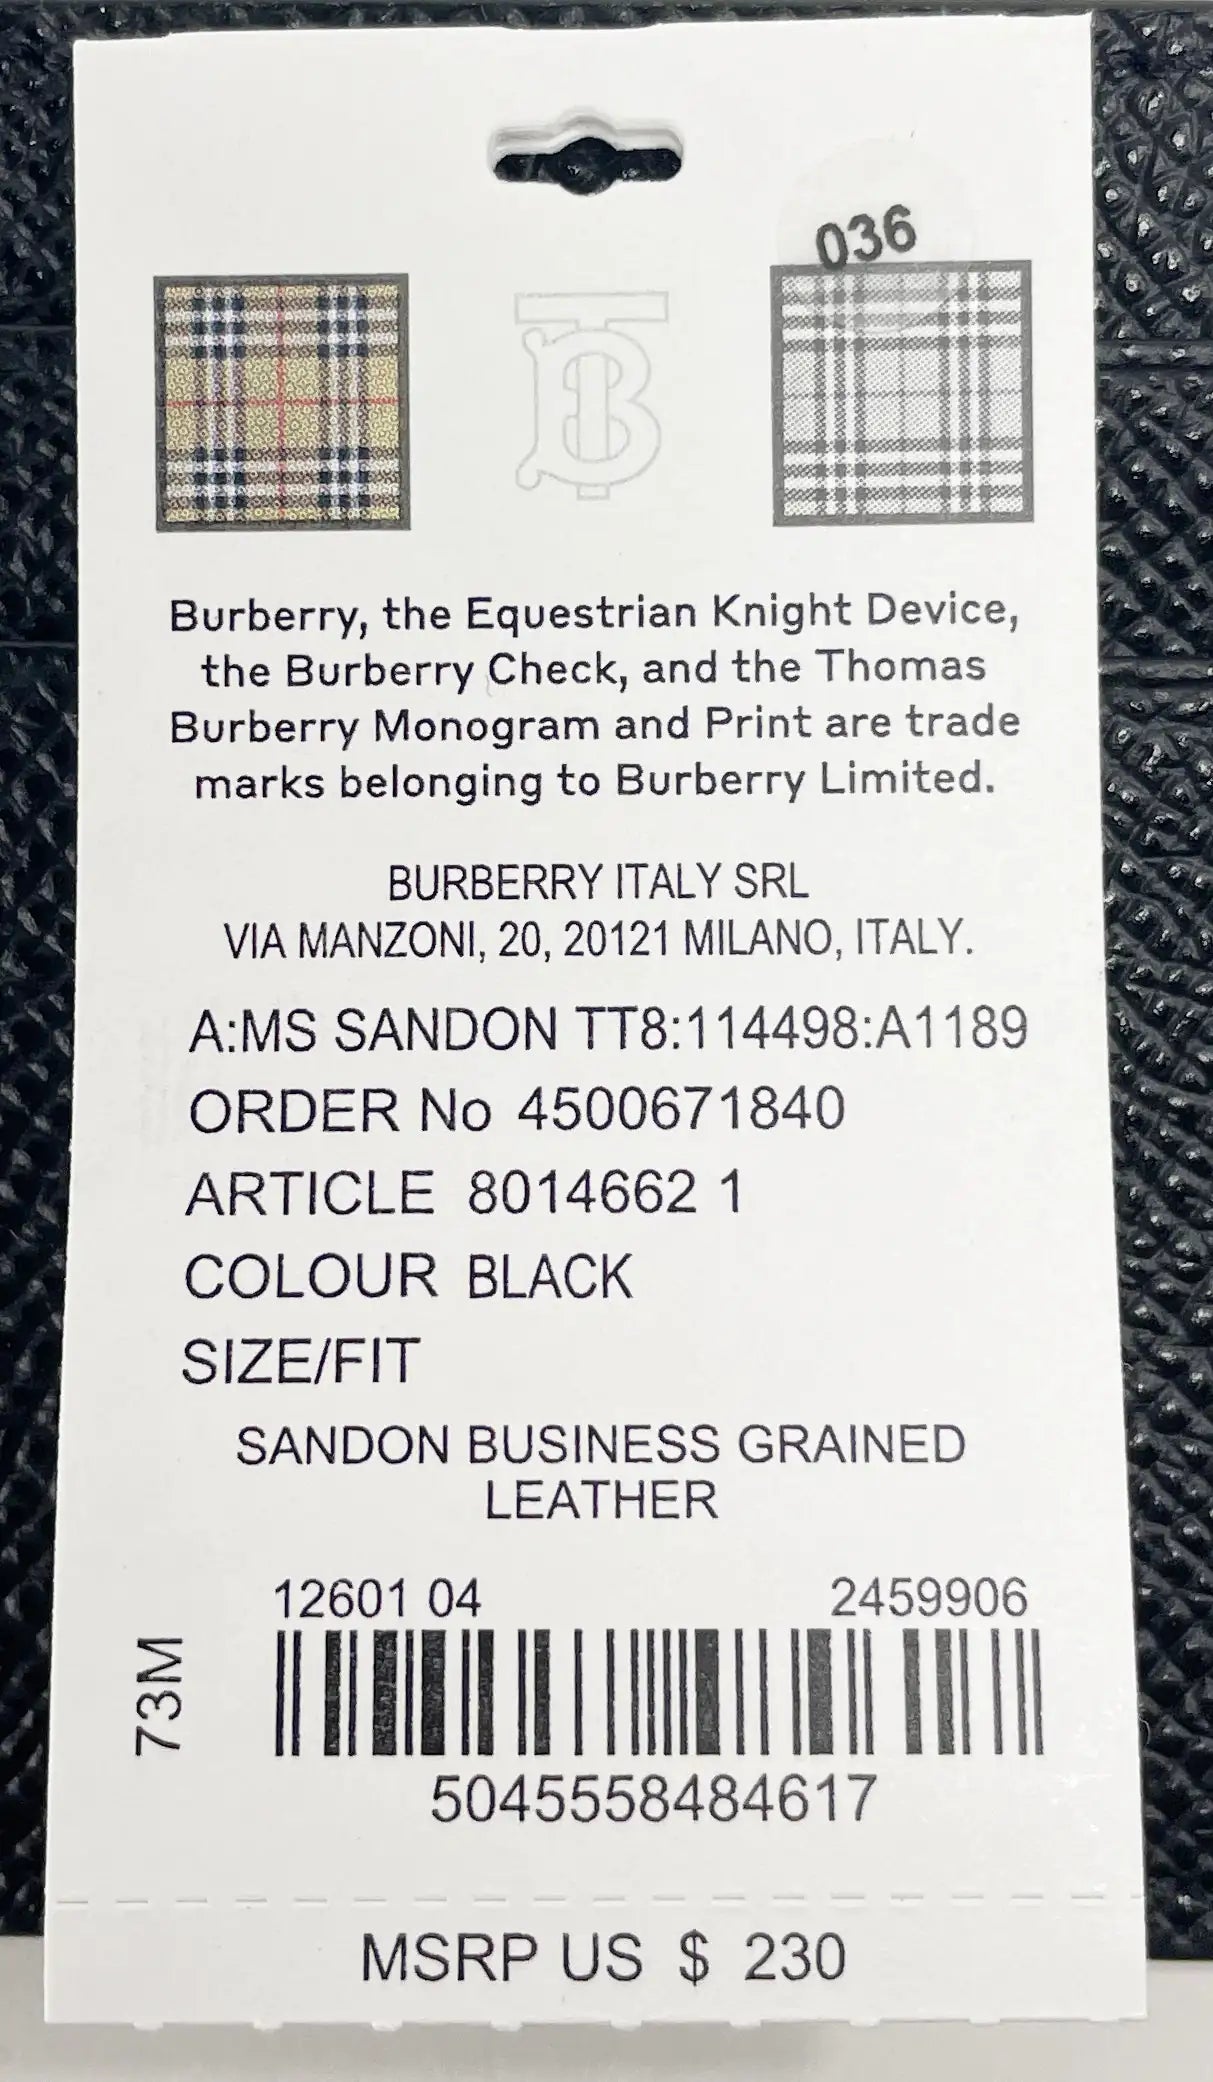 036
TB
Burberry, the Equestrian Knight Device,
the Burberry Check, and the Thomas
Burberry Monogram and Print are trade
marks belonging to Burberry Limited.
BURBERRY ITALY SRL
VIA MANZONI, 20, 20121 MILANO, ITALY.
A:MS SANDON TT8:114498:A1189
ORDER No 4500671840
ARTICLE 8014662 1
COLOUR BLACK
SIZE/FIT
SANDON BUSINESS GRAINED
LEATHER
12601 04 2459906
73M
5045558484617
MSRP US $ 230